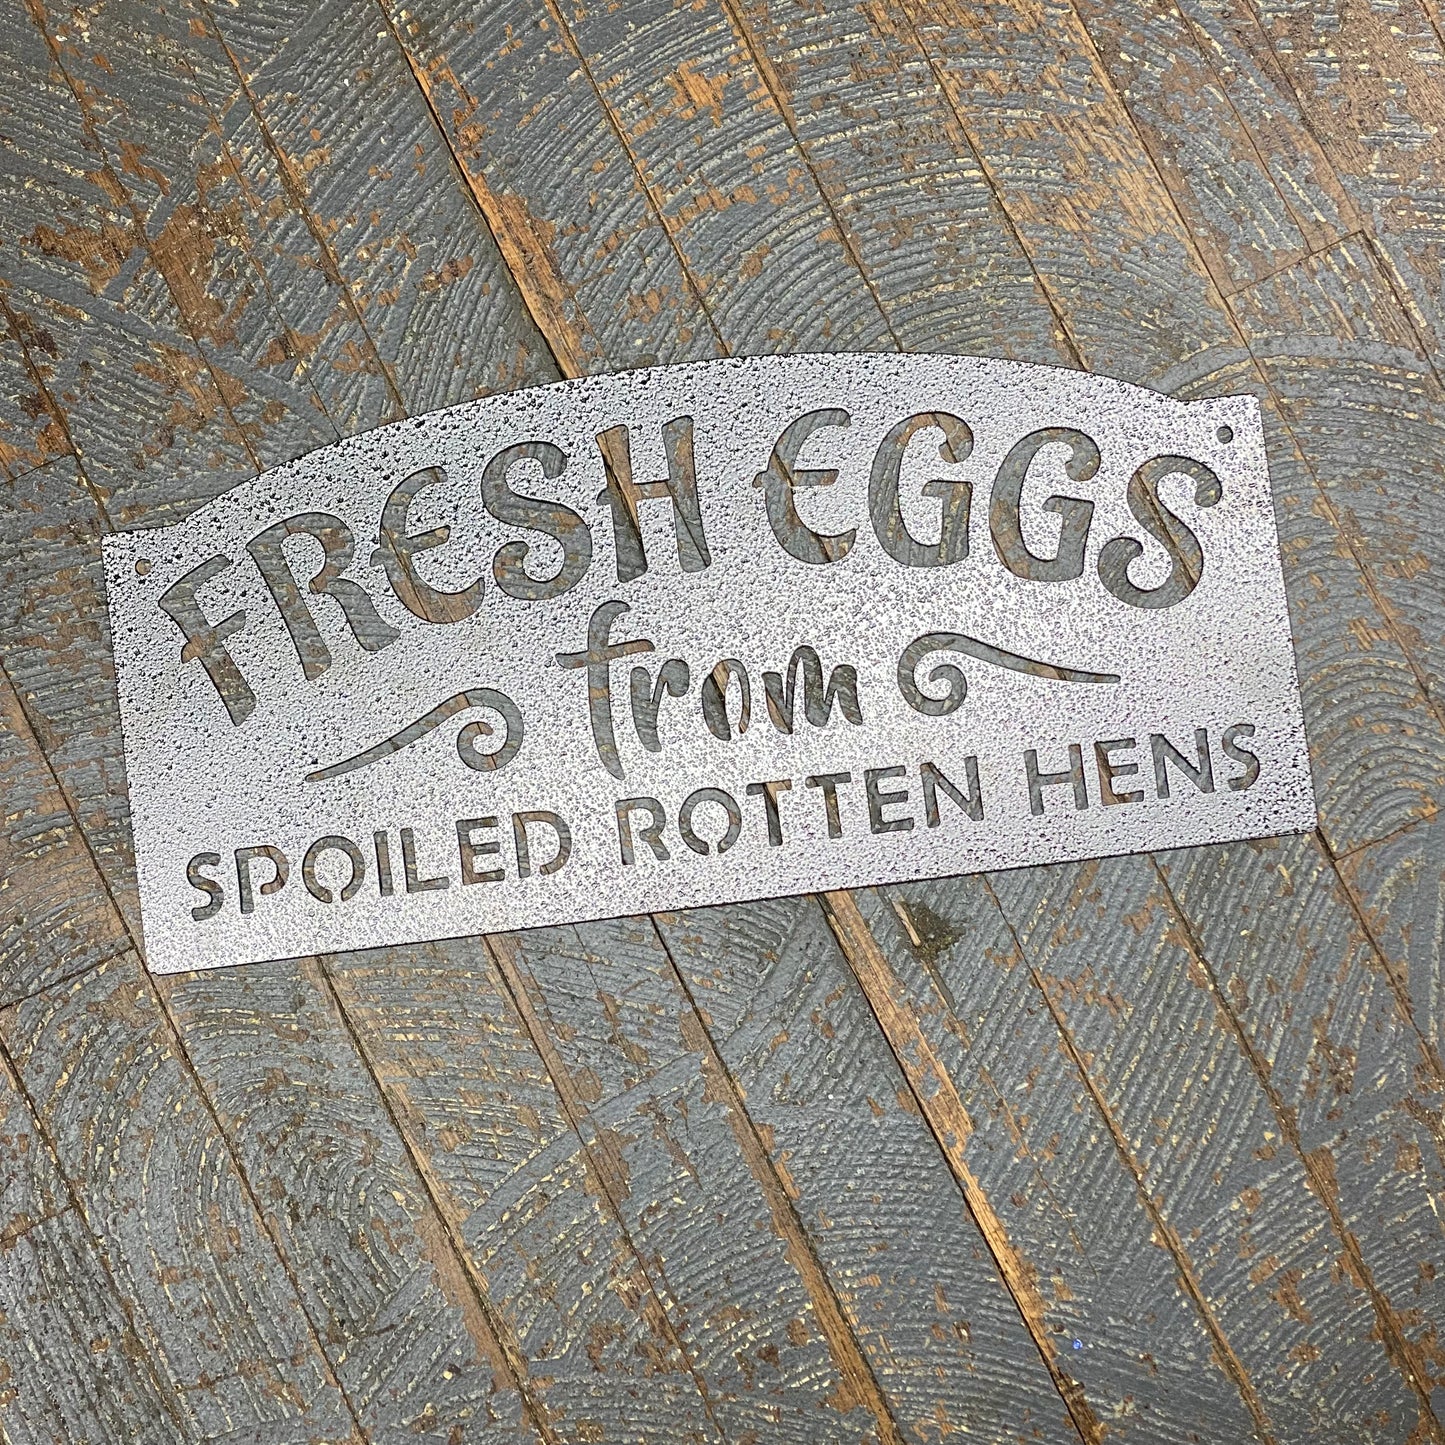 FRESH EGGS
from
SPOILED ROTTEN HENS